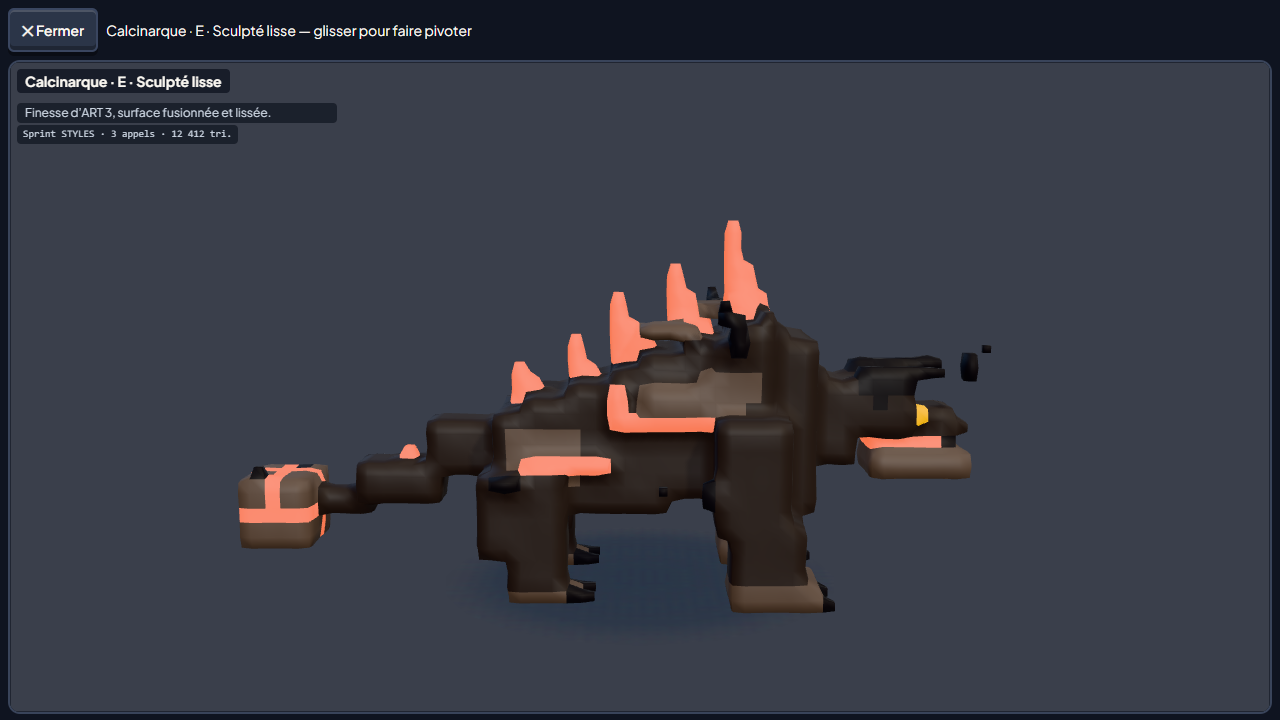 Fermer Calcinarque · E · Sculpté lisse — glisser pour faire pivoter
Calcinarque · E · Sculpté lisse
Finesse d'ART 3, surface fusionnée et lissée.
Sprint STYLES · 3 appels · 12 412 tri.